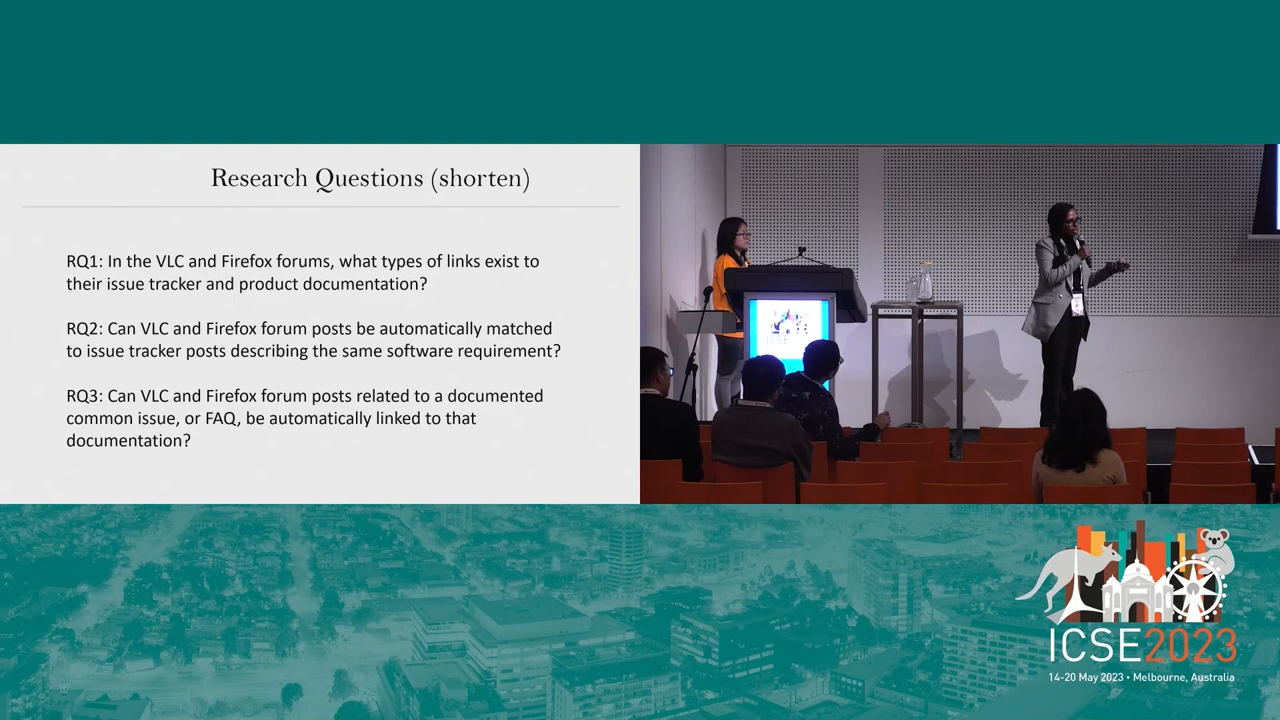 Research Questions (shorten)
RQ1: In the VLC and Firefox forums, what types of links exist to
their issue tracker and product documentation?
RQ2: Can VLC and Firefox forum posts be automatically matched
to issue tracker posts describing the same software requirement?
RQ3: Can VLC and Firefox forum posts related to a documented
common issue, or FAQ, be automatically linked to that
documentation?
ICSE
ICSE2023
14-20 May 2023 • Melbourne, Australia